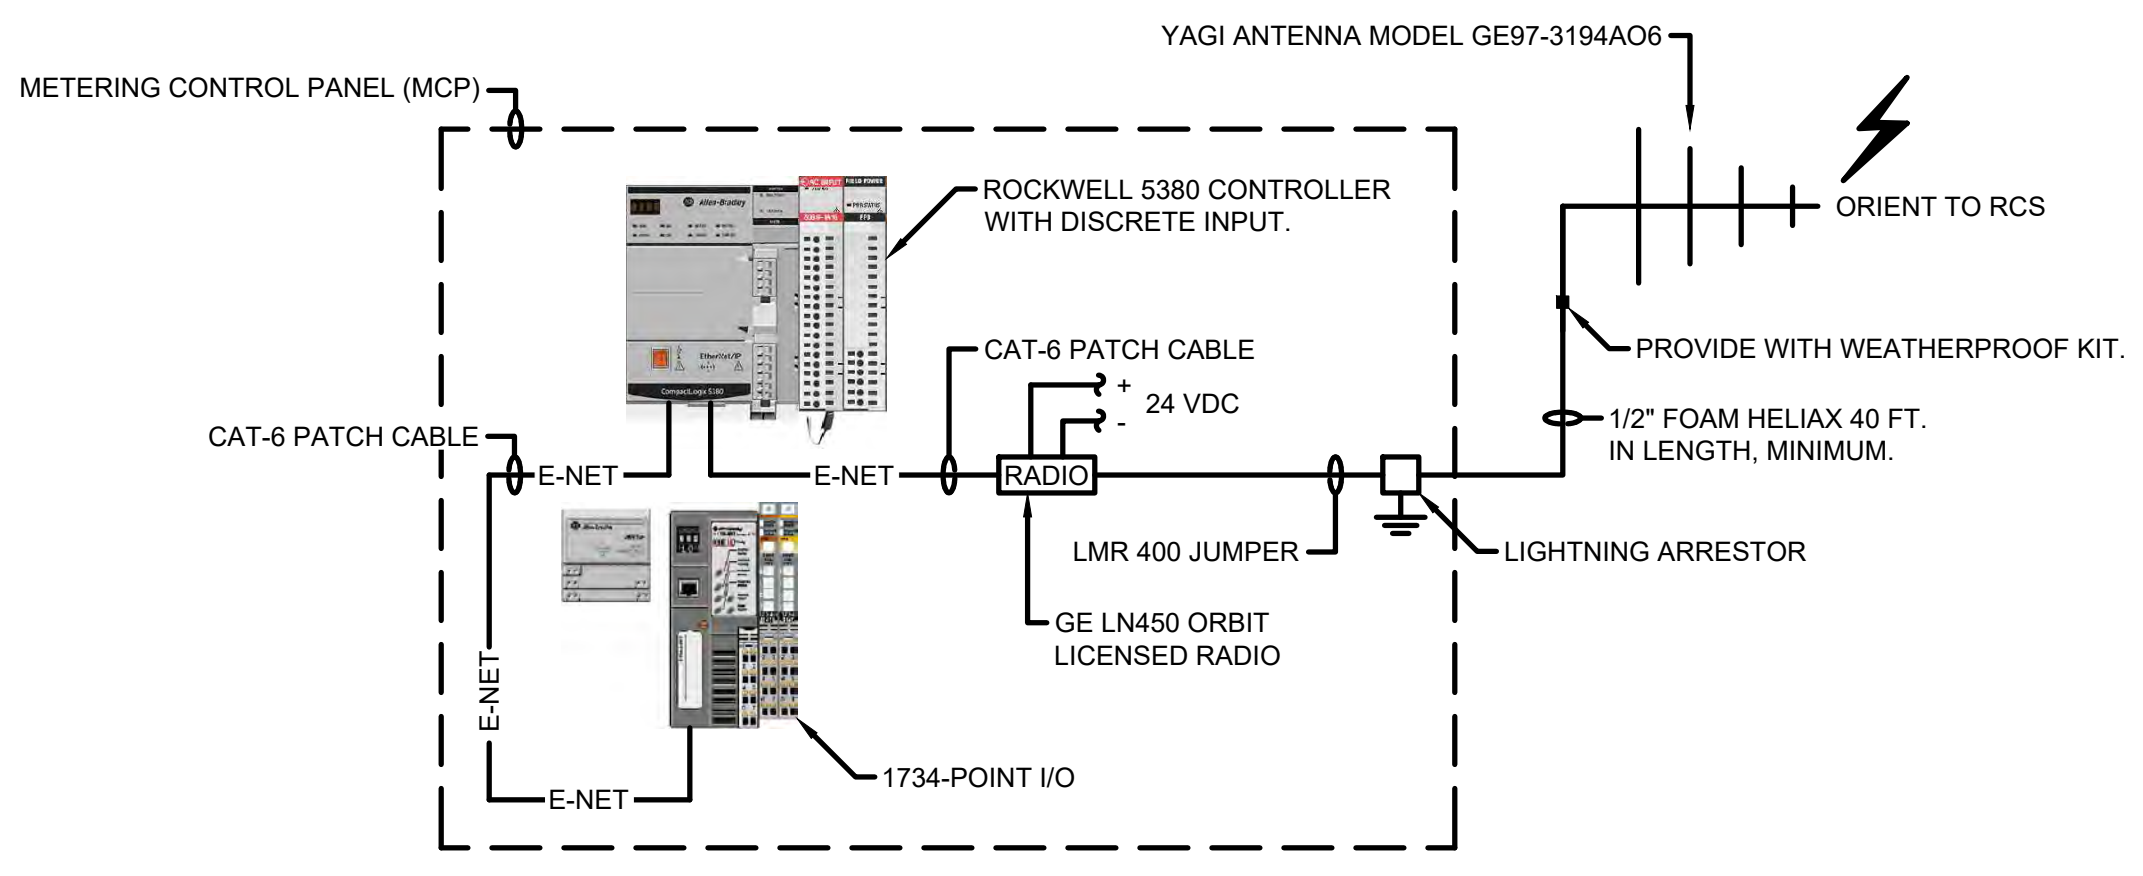 YAGI ANTENNA MODEL GE97-3194AO6
METERING CONTROL PANEL (MCP)
ROCKWELL 5380 CONTROLLER
WITH DISCRETE INPUT.
Allen-Bradley
FIELD POWER
EtherNet/IP
CompactLogix 5380
ORIENT TO RCS
PROVIDE WITH WEATHERPROOF KIT.
CAT-6 PATCH CABLE
+
24 VDC
-
1/2" FOAM HELIAX 40 FT.
IN LENGTH, MINIMUM.
CAT-6 PATCH CABLE
E-NET
E-NET
RADIO
LMR 400 JUMPER
LIGHTNING ARRESTOR
GE LN450 ORBIT
LICENSED RADIO
E-NET
1734-POINT I/O
E-NET